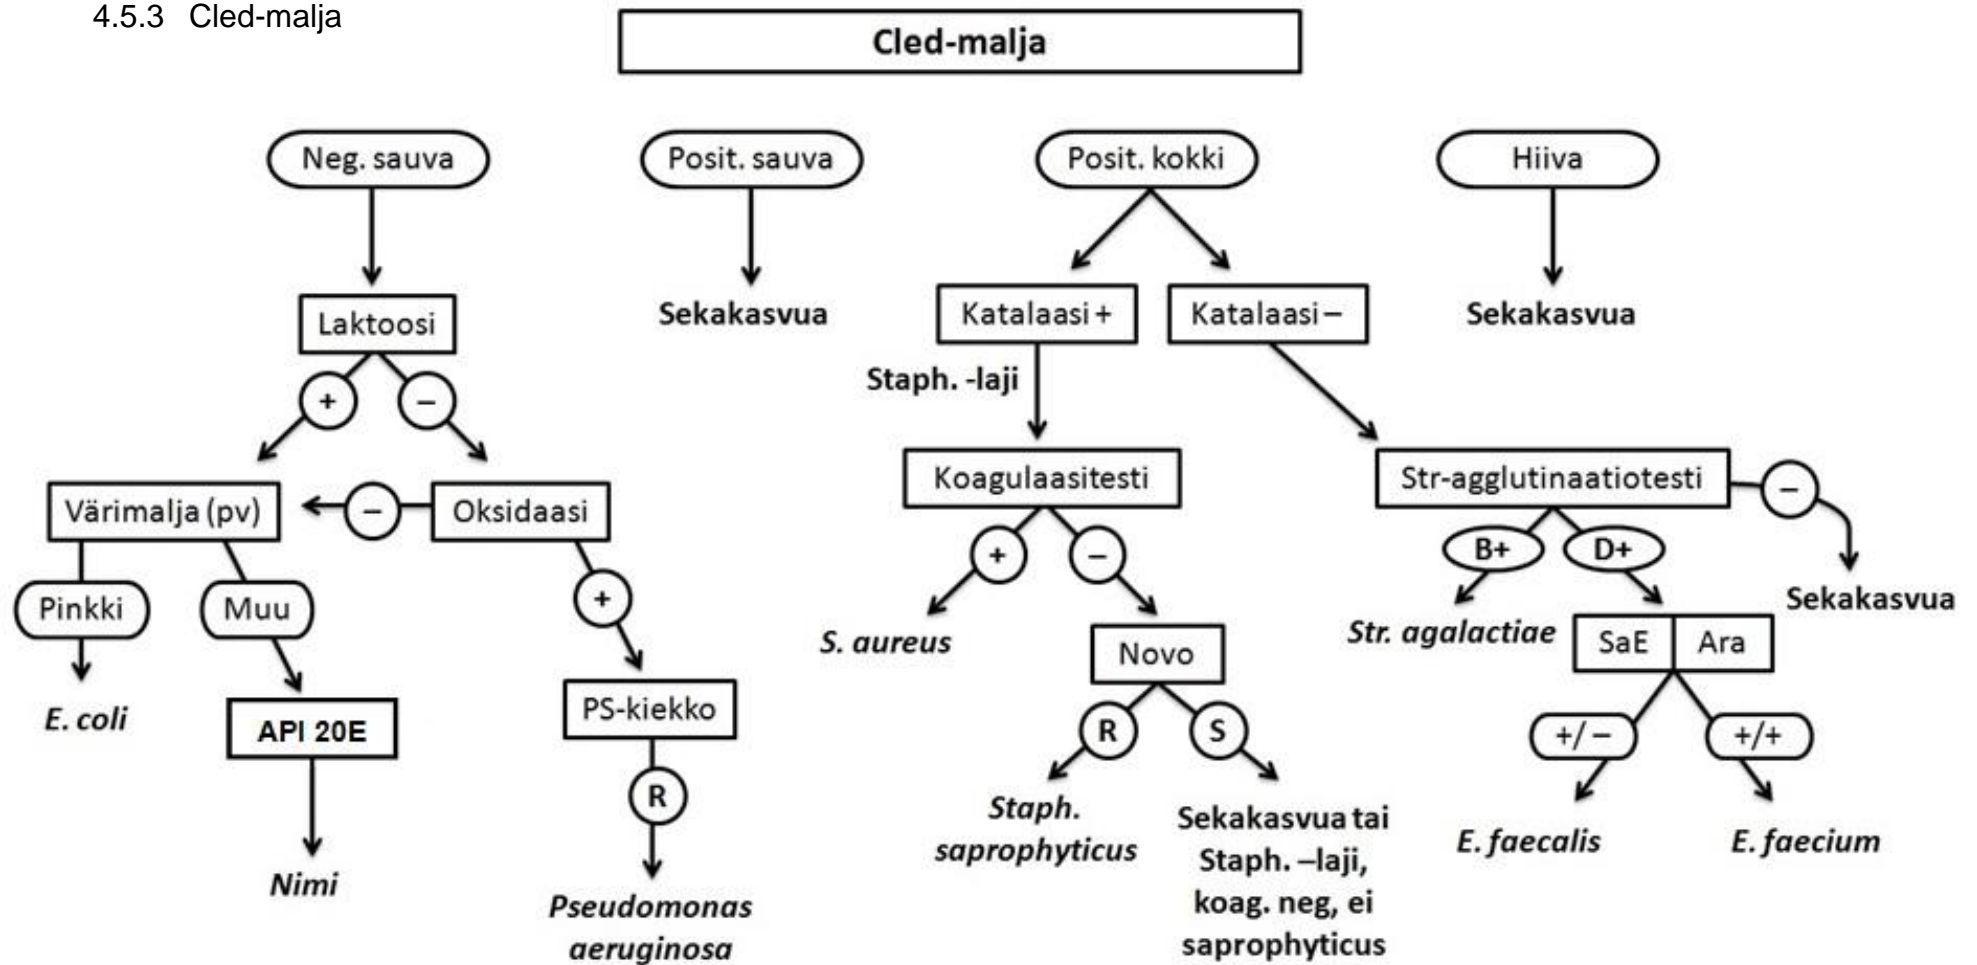 4.5.3 Cled-malja
Cled-malja
Neg. sauva
Posit. sauva
Posit. kokki
Hiiva
Laktoosi
Sekakasvua
Katalaasi +
Katalaasi –
Sekakasvua
Staph. -laji
+
–
Värimalja (pv)
–
Oksidaasi
Koagulaasitesti
Str-agglutinaatiotesti
–
+
–
B+
D+
Pinkki
Muu
+
Sekakasvua
S. aureus
Novo
Str. agalactiae
SaE
Ara
E. coli
API 20E
PS-kiekko
R
S
+/ –
+/+
R
Staph.
saprophyticus
Sekakasvua tai
Staph. –laji,
koag. neg, ei
saprophyticus
E. faecalis
E. faecium
Nimi
Pseudomonas
aeruginosa